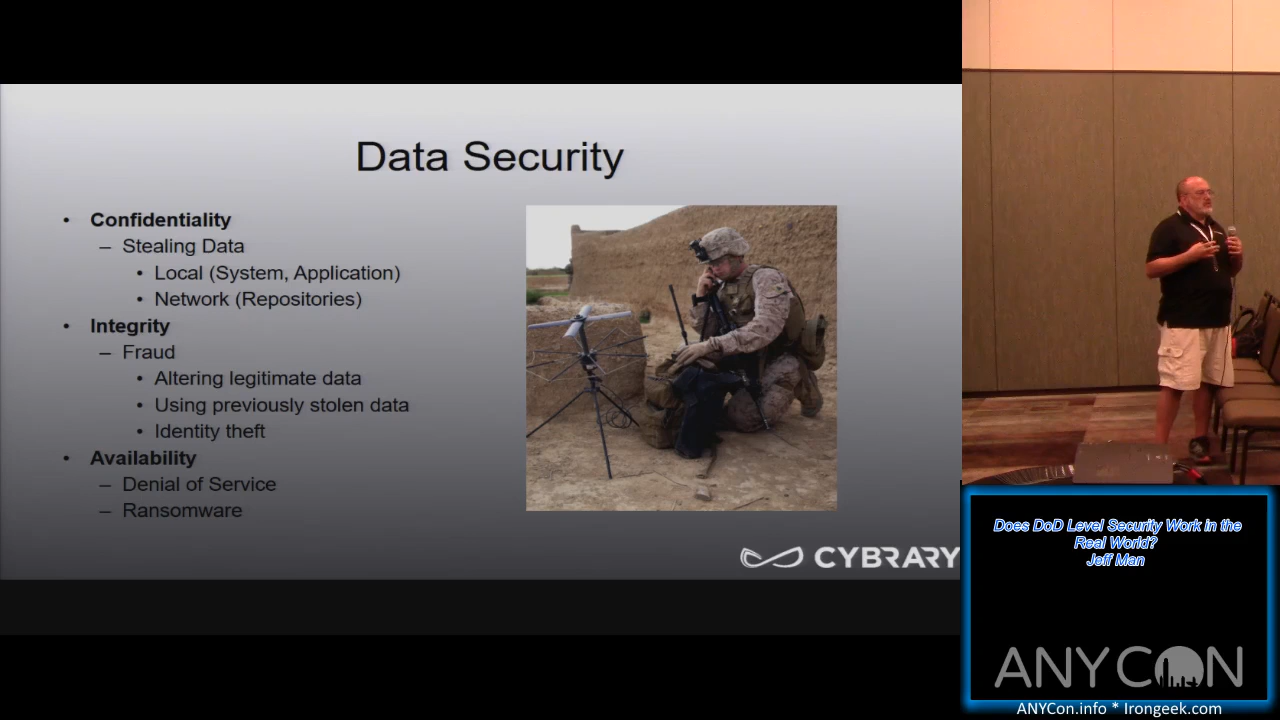 Data Security
• Confidentiality
– Stealing Data
• Local (System, Application)
• Network (Repositories)
• Integrity
– Fraud
• Altering legitimate data
• Using previously stolen data
• Identity theft
• Availability
– Denial of Service
– Ransomware
CYBRARY
Does DoD Level Security Work in the
Real World?
Jeff Man
ANYCON
ANYCon.info * Irongeek.com